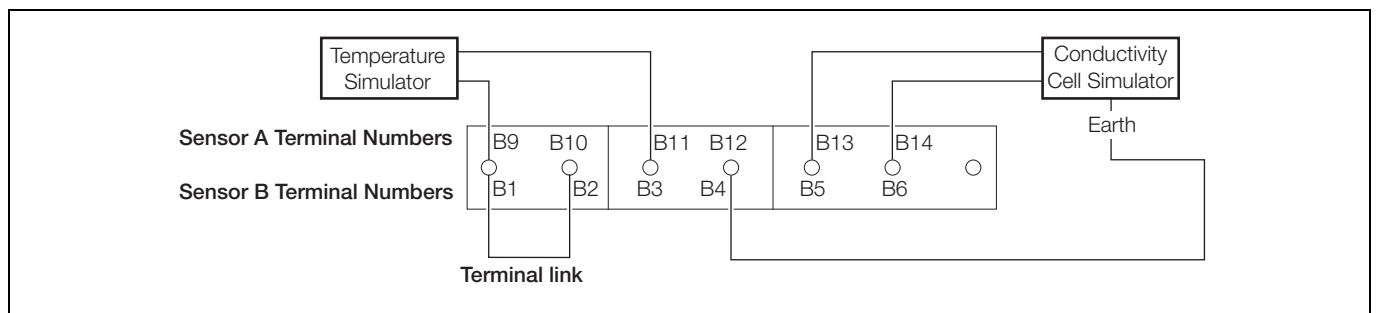 Temperature
Simulator
Conductivity
Cell Simulator
Earth
Sensor A Terminal Numbers
B9 B10 B11 B12 B13 B14
Sensor B Terminal Numbers
B1 B2 B3 B4 B5 B6
Terminal link